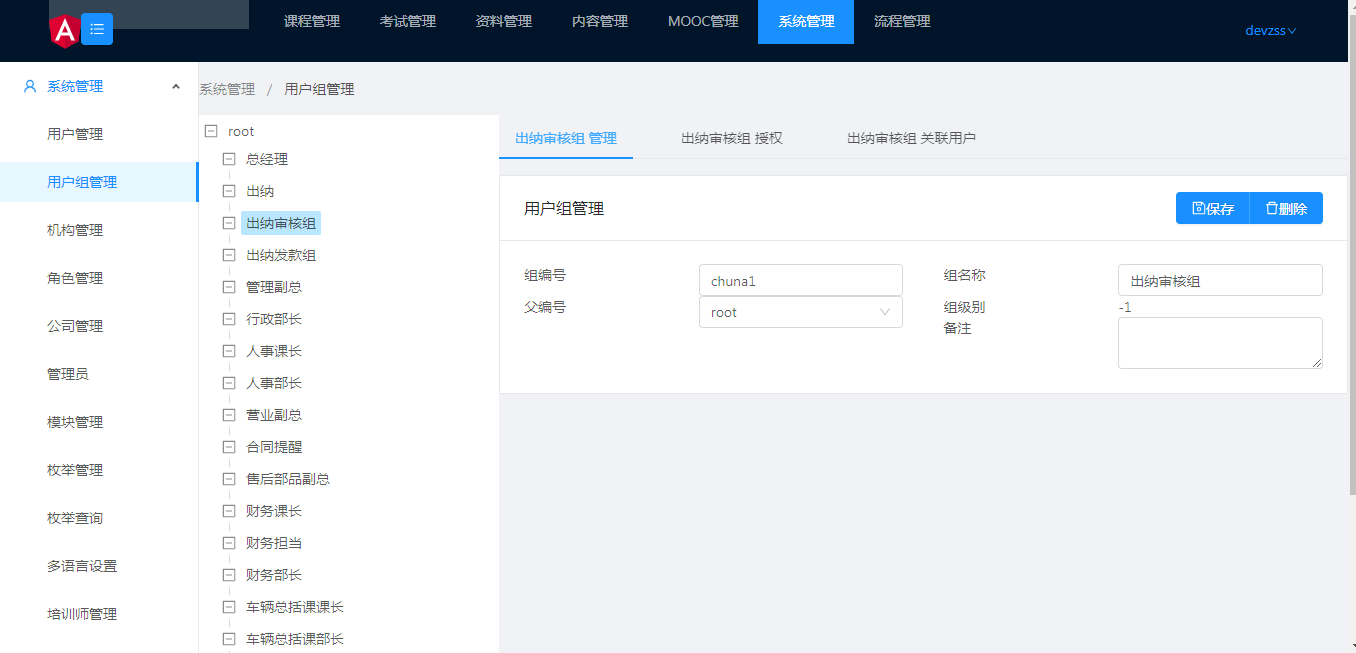 A
课程管理
考试管理
资料管理
内容管理
MOOC管理
系统管理
流程管理
devzss
系统管理
用户管理
用户组管理
机构管理
角色管理
公司管理
管理员
模块管理
枚举管理
枚举查询
多语言设置
培训师管理
系统管理 / 用户组管理
root
总经理
出纳
出纳审核组
出纳发款组
管理副总
行政部长
人事课长
人事部长
营业副总
合同提醒
售后部品副总
财务课长
财务担当
财务部长
车辆总括课课长
车辆总括课部长
出纳审核组 管理
出纳审核组 授权
出纳审核组 关联用户
用户组管理
保存
删除
组编号
chuna1
组名称
出纳审核组
父编号
root
组级别
-1
备注